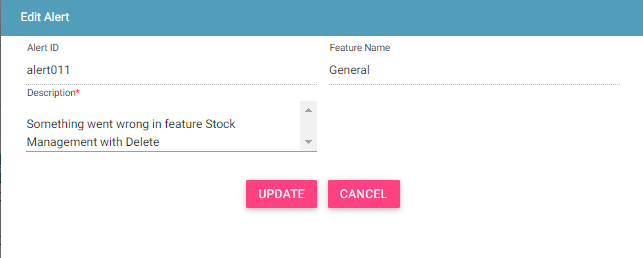 Edit Alert
Alert ID
Feature Name
alert011
General
Description*
Something went wrong in feature Stock
Management with Delete
UPDATE
CANCEL